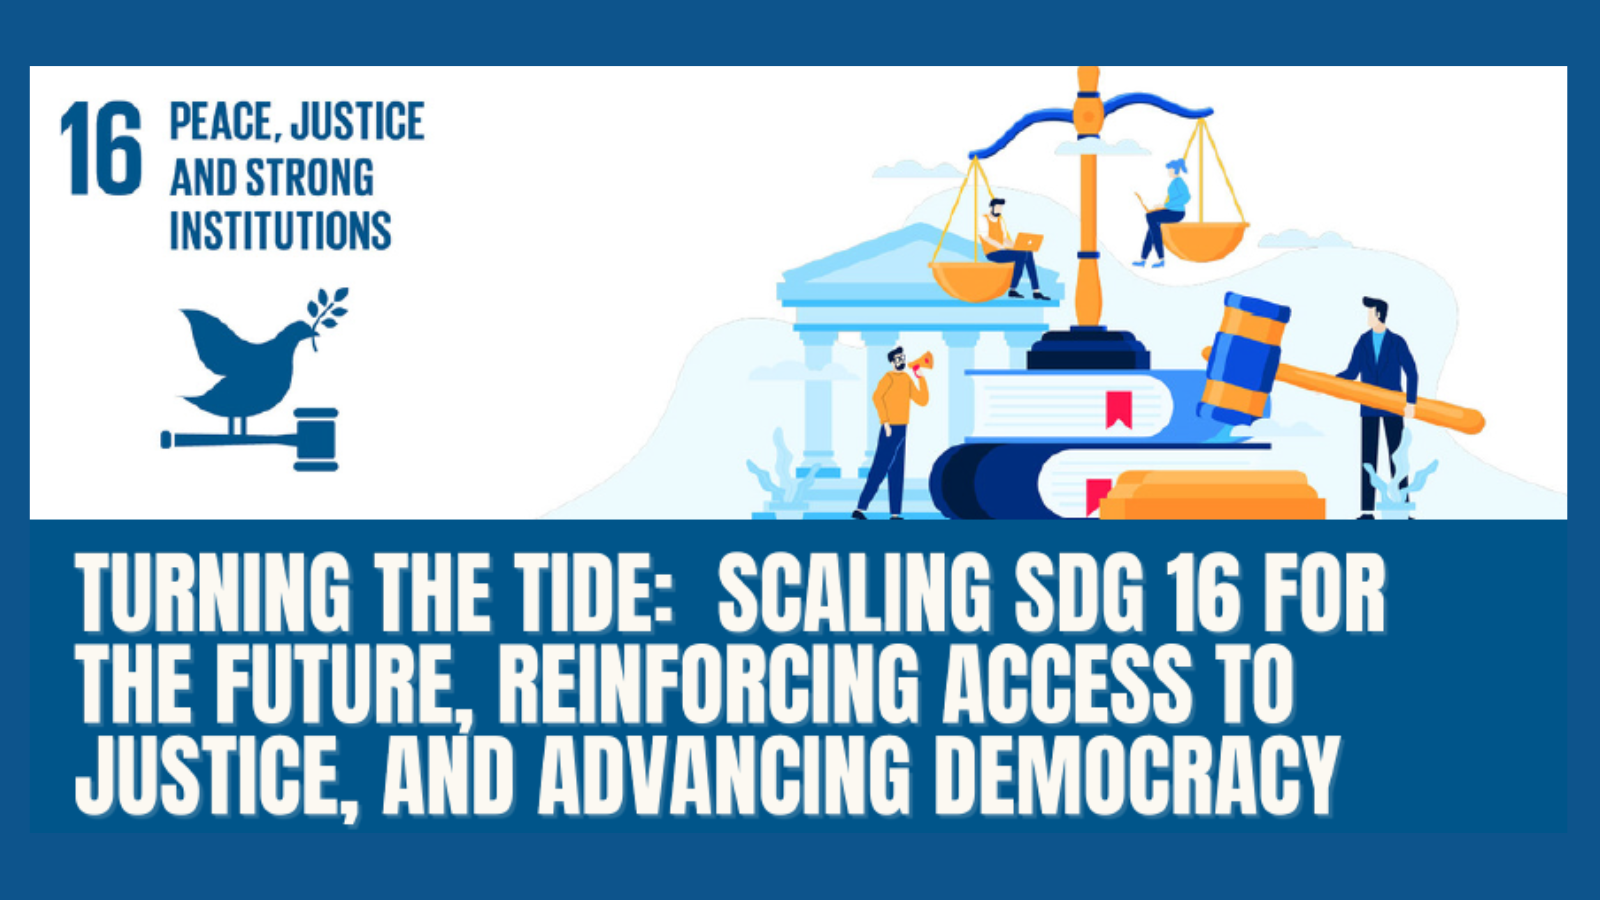 16
PEACE, JUSTICE
AND STRONG
INSTITUTIONS
TURNING THE TIDE: SCALING SDG 16 FOR
THE FUTURE, REINFORCING ACCESS TO
JUSTICE, AND ADVANCING DEMOCRACY